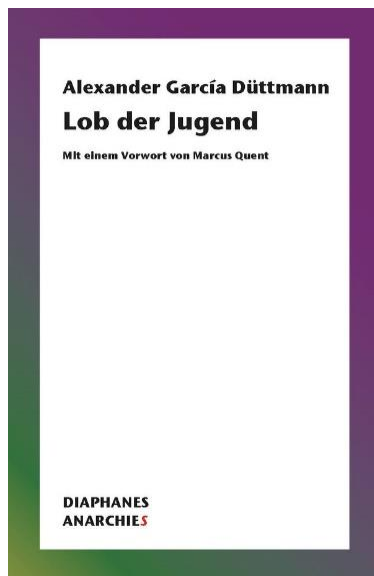 Alexander García Düttmann
Lob der Jugend
Mit einem Vorwort von Marcus Quent
DIAPHANES
ANARCHIES